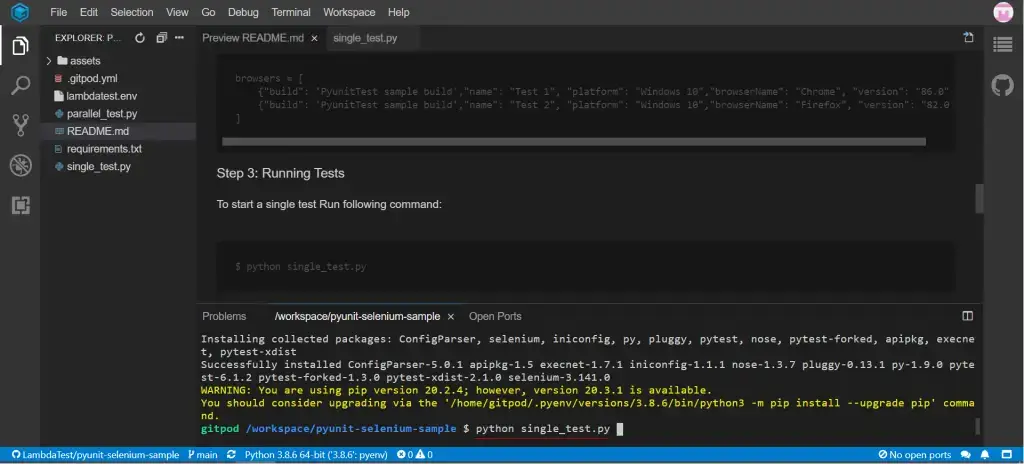 File Edit Selection View Go Debug Terminal Workspace Help
EXPLORER: P...
assets
.gitpod.yml
lambdatest.env
parallel_test.py
README.md
requirements.txt
single_test.py
Preview README.md × single_test.py
browsers = [
{"build": 'PyunitTest sample build',"name": "Test 1", "platform": "Windows 10","browserName": "Chrome", "version": "86.0"
{"build": 'PyunitTest sample build',"name": "Test 2", "platform": "Windows 10","browserName": "Firefox", "version": "82.0
]
Step 3: Running Tests
To start a single test Run following command:
$ python single_test.py
Problems /workspace/pyunit-selenium-sample × Open Ports
Installing collected packages: ConfigParser, selenium, iniconfig, py, pluggy, pytest, nose, pytest-forked, apipkg, execne
t, pytest-xdist
Successfully installed ConfigParser-5.0.1 apipkg-1.5 execnet-1.7.1 iniconfig-1.1.1 nose-1.3.7 pluggy-0.13.1 py-1.9.0 pyte
st-6.1.2 pytest-forked-1.3.0 pytest-xdist-2.1.0 selenium-3.141.0
WARNING: You are using pip version 20.2.4; however, version 20.3.1 is available.
You should consider upgrading via the '/home/gitpod/.pyenv/versions/3.8.6/bin/python3 -m pip install --upgrade pip' comma
nd.
gitpod /workspace/pyunit-selenium-sample $ python single_test.py
LambdaTest/pyunit-selenium-sample main Python 3.8.6 64-bit ('3.8.6': pyenv) 0 0 No open ports